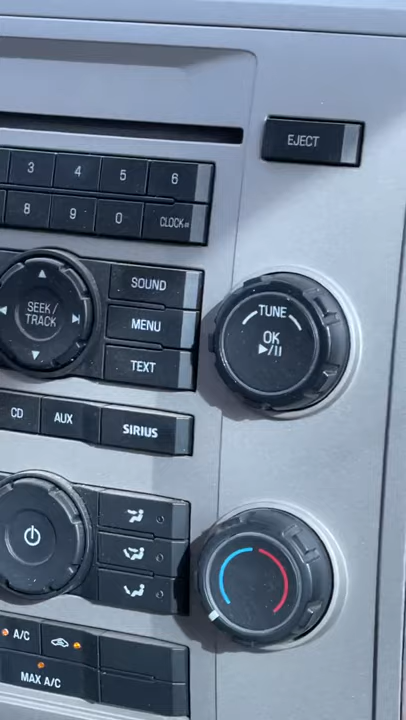 EJECT
3 4 5 6
8 9 0 CLOCK
SOUND
TUNE
SEEK/
TRACK
MENU
OK
TEXT
CD AUX SIRIUS
A/C
MAX A/C